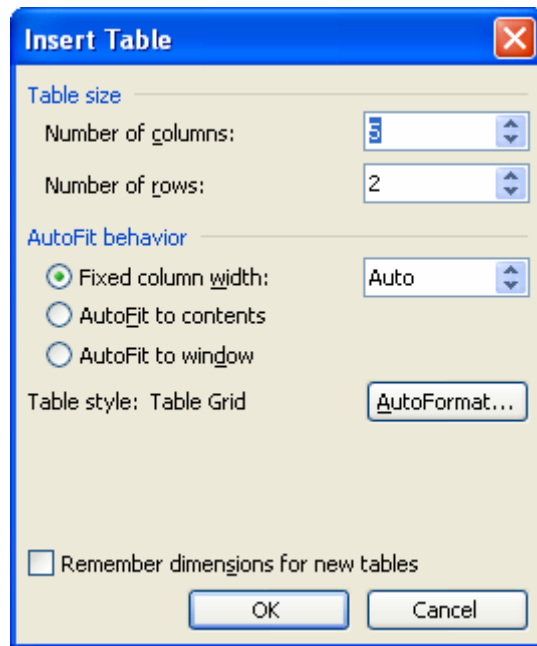 Insert Table
Table size
Number of columns: 5
Number of rows: 2
AutoFit behavior
Fixed column width: Auto
AutoFit to contents
AutoFit to window
Table style: Table Grid AutoFormat...
Remember dimensions for new tables
OK Cancel